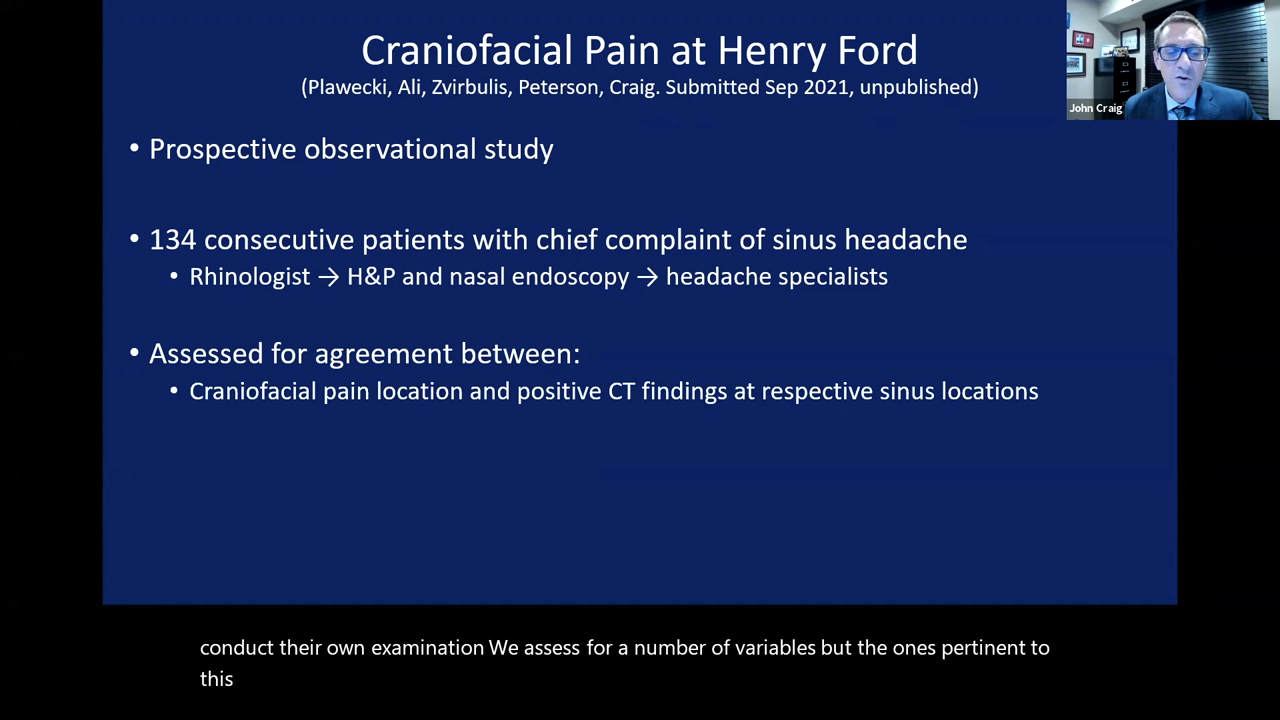 Craniofacial Pain at Henry Ford
(Plawecki, Ali, Zvirbulis, Peterson, Craig. Submitted Sep 2021, unpublished)
John Craig
• Prospective observational study
• 134 consecutive patients with chief complaint of sinus headache
• Rhinologist → H&P and nasal endoscopy → headache specialists
• Assessed for agreement between:
• Craniofacial pain location and positive CT findings at respective sinus locations
conduct their own examination We assess for a number of variables but the ones pertinent to
this